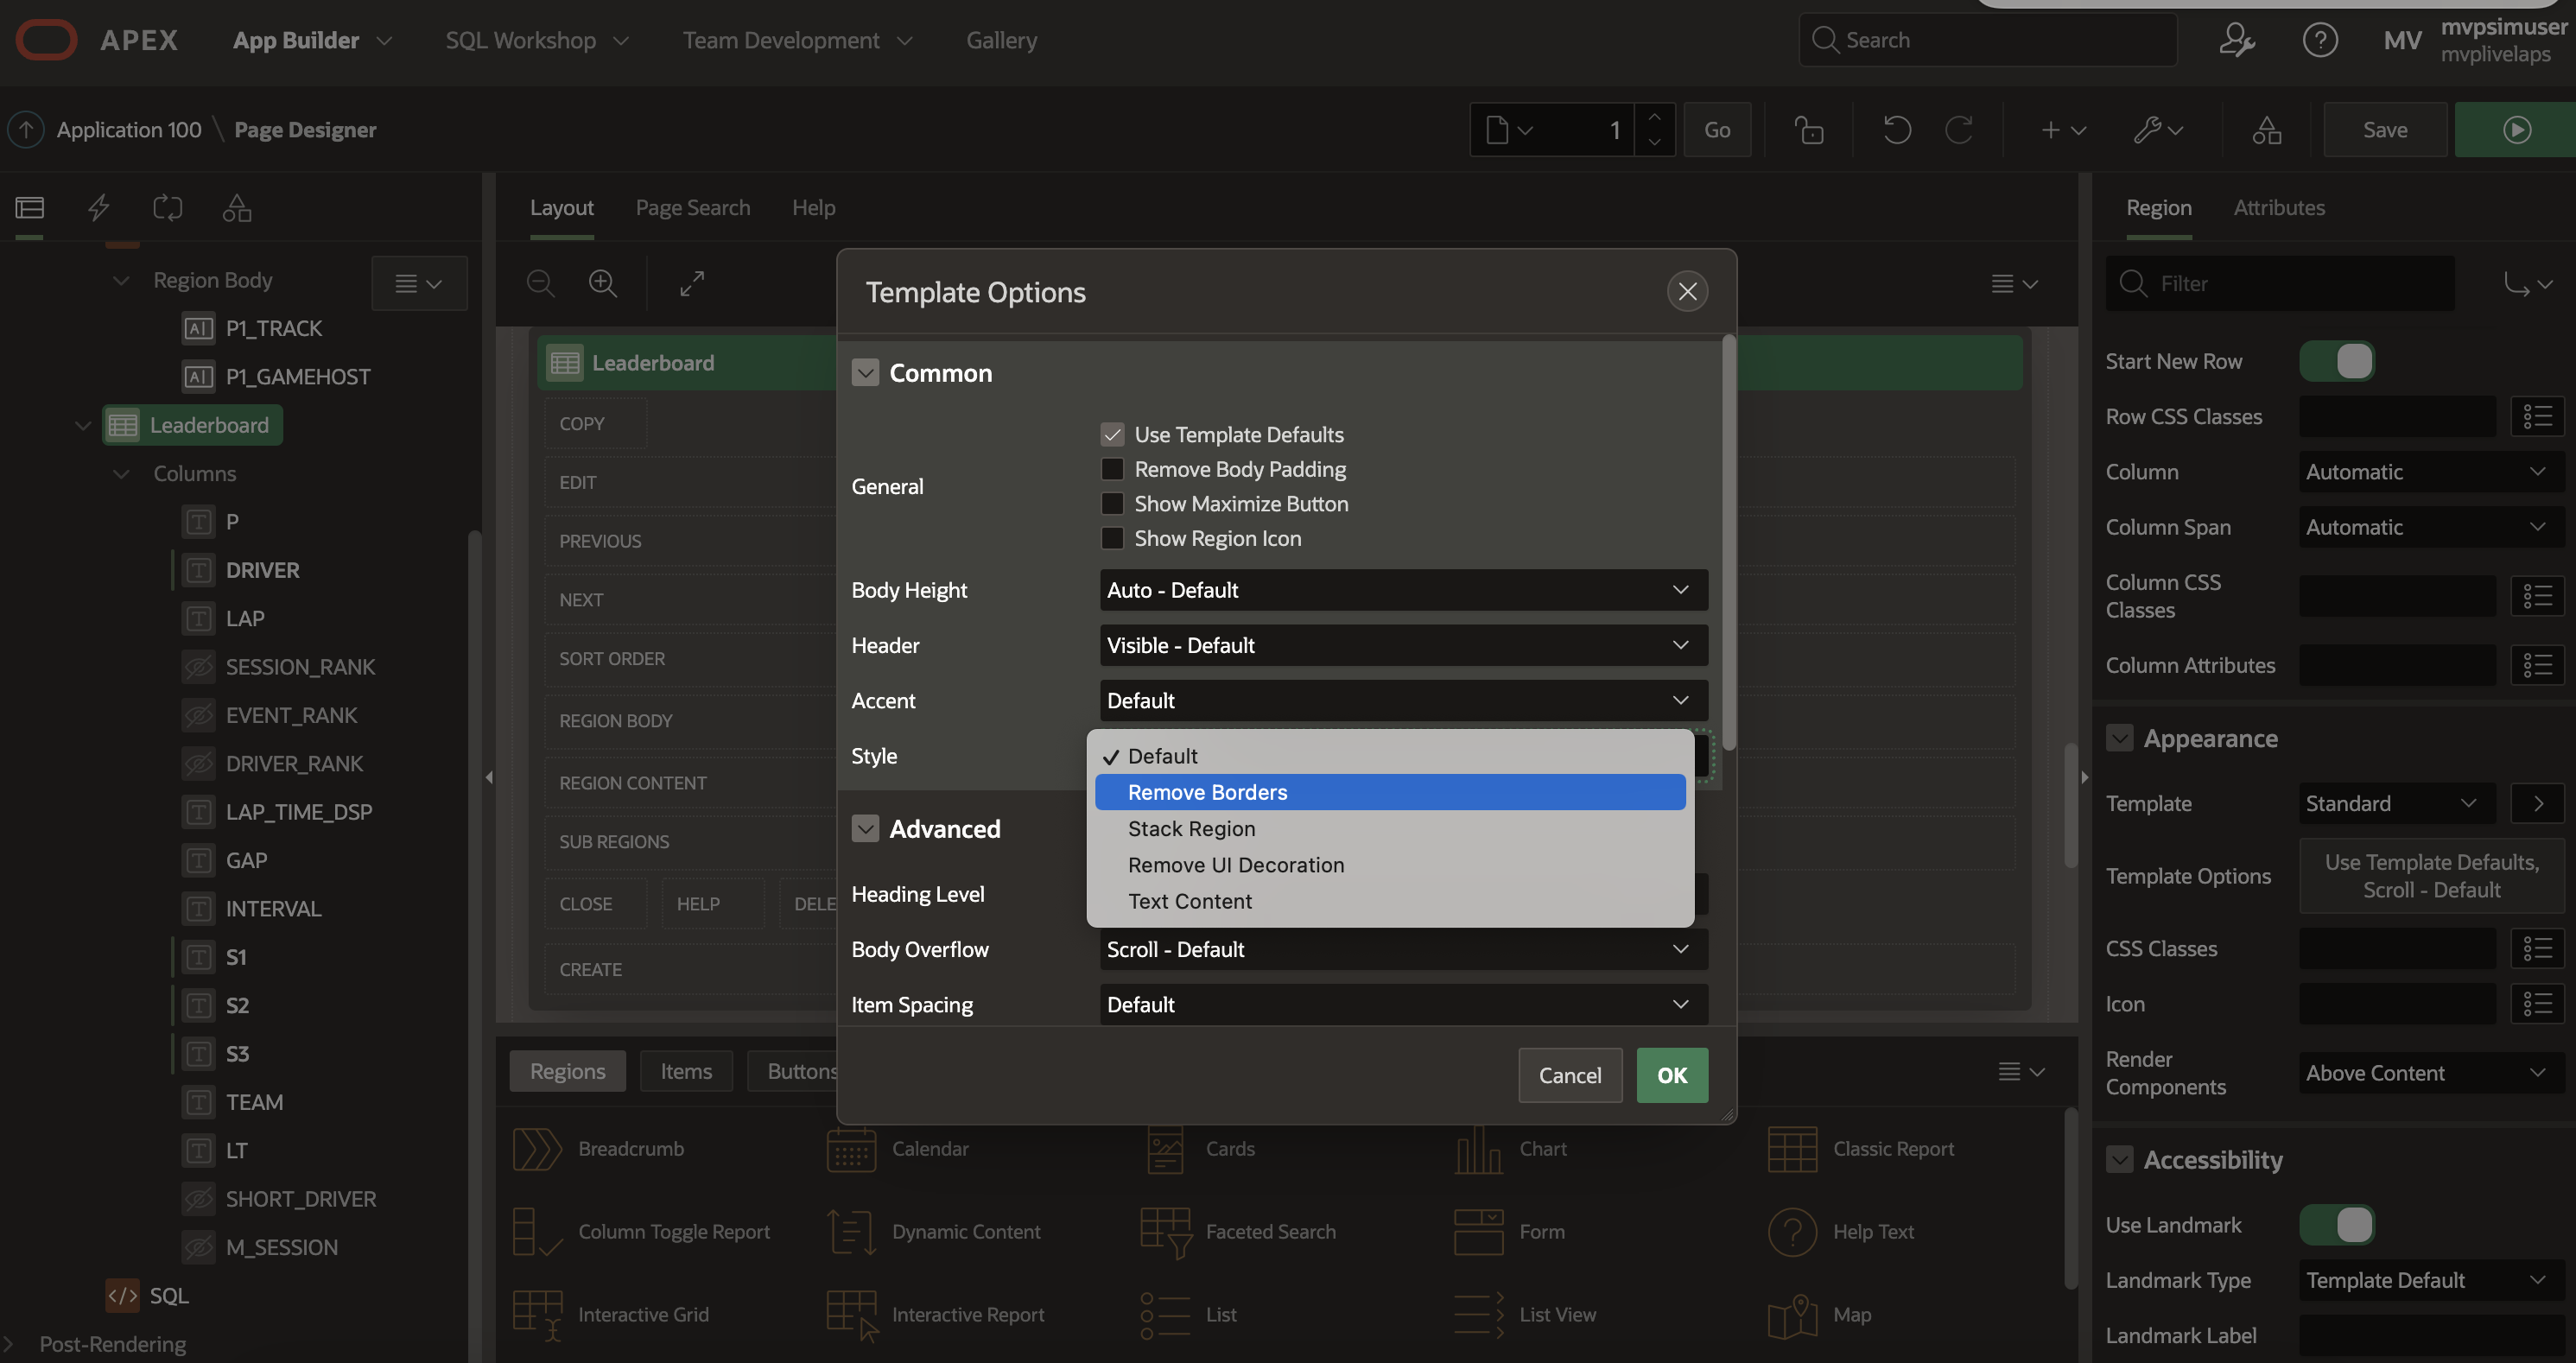 APEX
App Builder
SQL Workshop
Team Development
Gallery
Search
MV
mvpsimuser
mvplivelaps
Application 100 \ Page Designer
1
Go
Save
Layout
Page Search
Help
Region
Attributes
Region Body
P1_TRACK
P1_GAMEHOST
Leaderboard
Columns
P
DRIVER
LAP
SESSION_RANK
EVENT_RANK
DRIVER_RANK
LAP_TIME_DSP
GAP
INTERVAL
S1
S2
S3
TEAM
LT
SHORT_DRIVER
M_SESSION
SQL
Post-Rendering
Leaderboard
COPY
EDIT
PREVIOUS
NEXT
SORT ORDER
REGION BODY
REGION CONTENT
SUB REGIONS
CLOSE
HELP
DELE
CREATE
Template Options
Common
General
Use Template Defaults
Remove Body Padding
Show Maximize Button
Show Region Icon
Body Height
Auto - Default
Header
Visible - Default
Accent
Default
Style
Default
Remove Borders
Stack Region
Remove UI Decoration
Text Content
Advanced
Heading Level
Body Overflow
Scroll - Default
Item Spacing
Default
Cancel
OK
Regions
Items
Buttons
Breadcrumb
Calendar
Cards
Chart
Classic Report
Column Toggle Report
Dynamic Content
Faceted Search
Form
Help Text
Interactive Grid
Interactive Report
List
List View
Map
Filter
Start New Row
Row CSS Classes
Column
Automatic
Column Span
Automatic
Column CSS
Classes
Column Attributes
Appearance
Template
Standard
Template Options
Use Template Defaults,
Scroll - Default
CSS Classes
Icon
Render
Components
Above Content
Accessibility
Use Landmark
Landmark Type
Template Default
Landmark Label